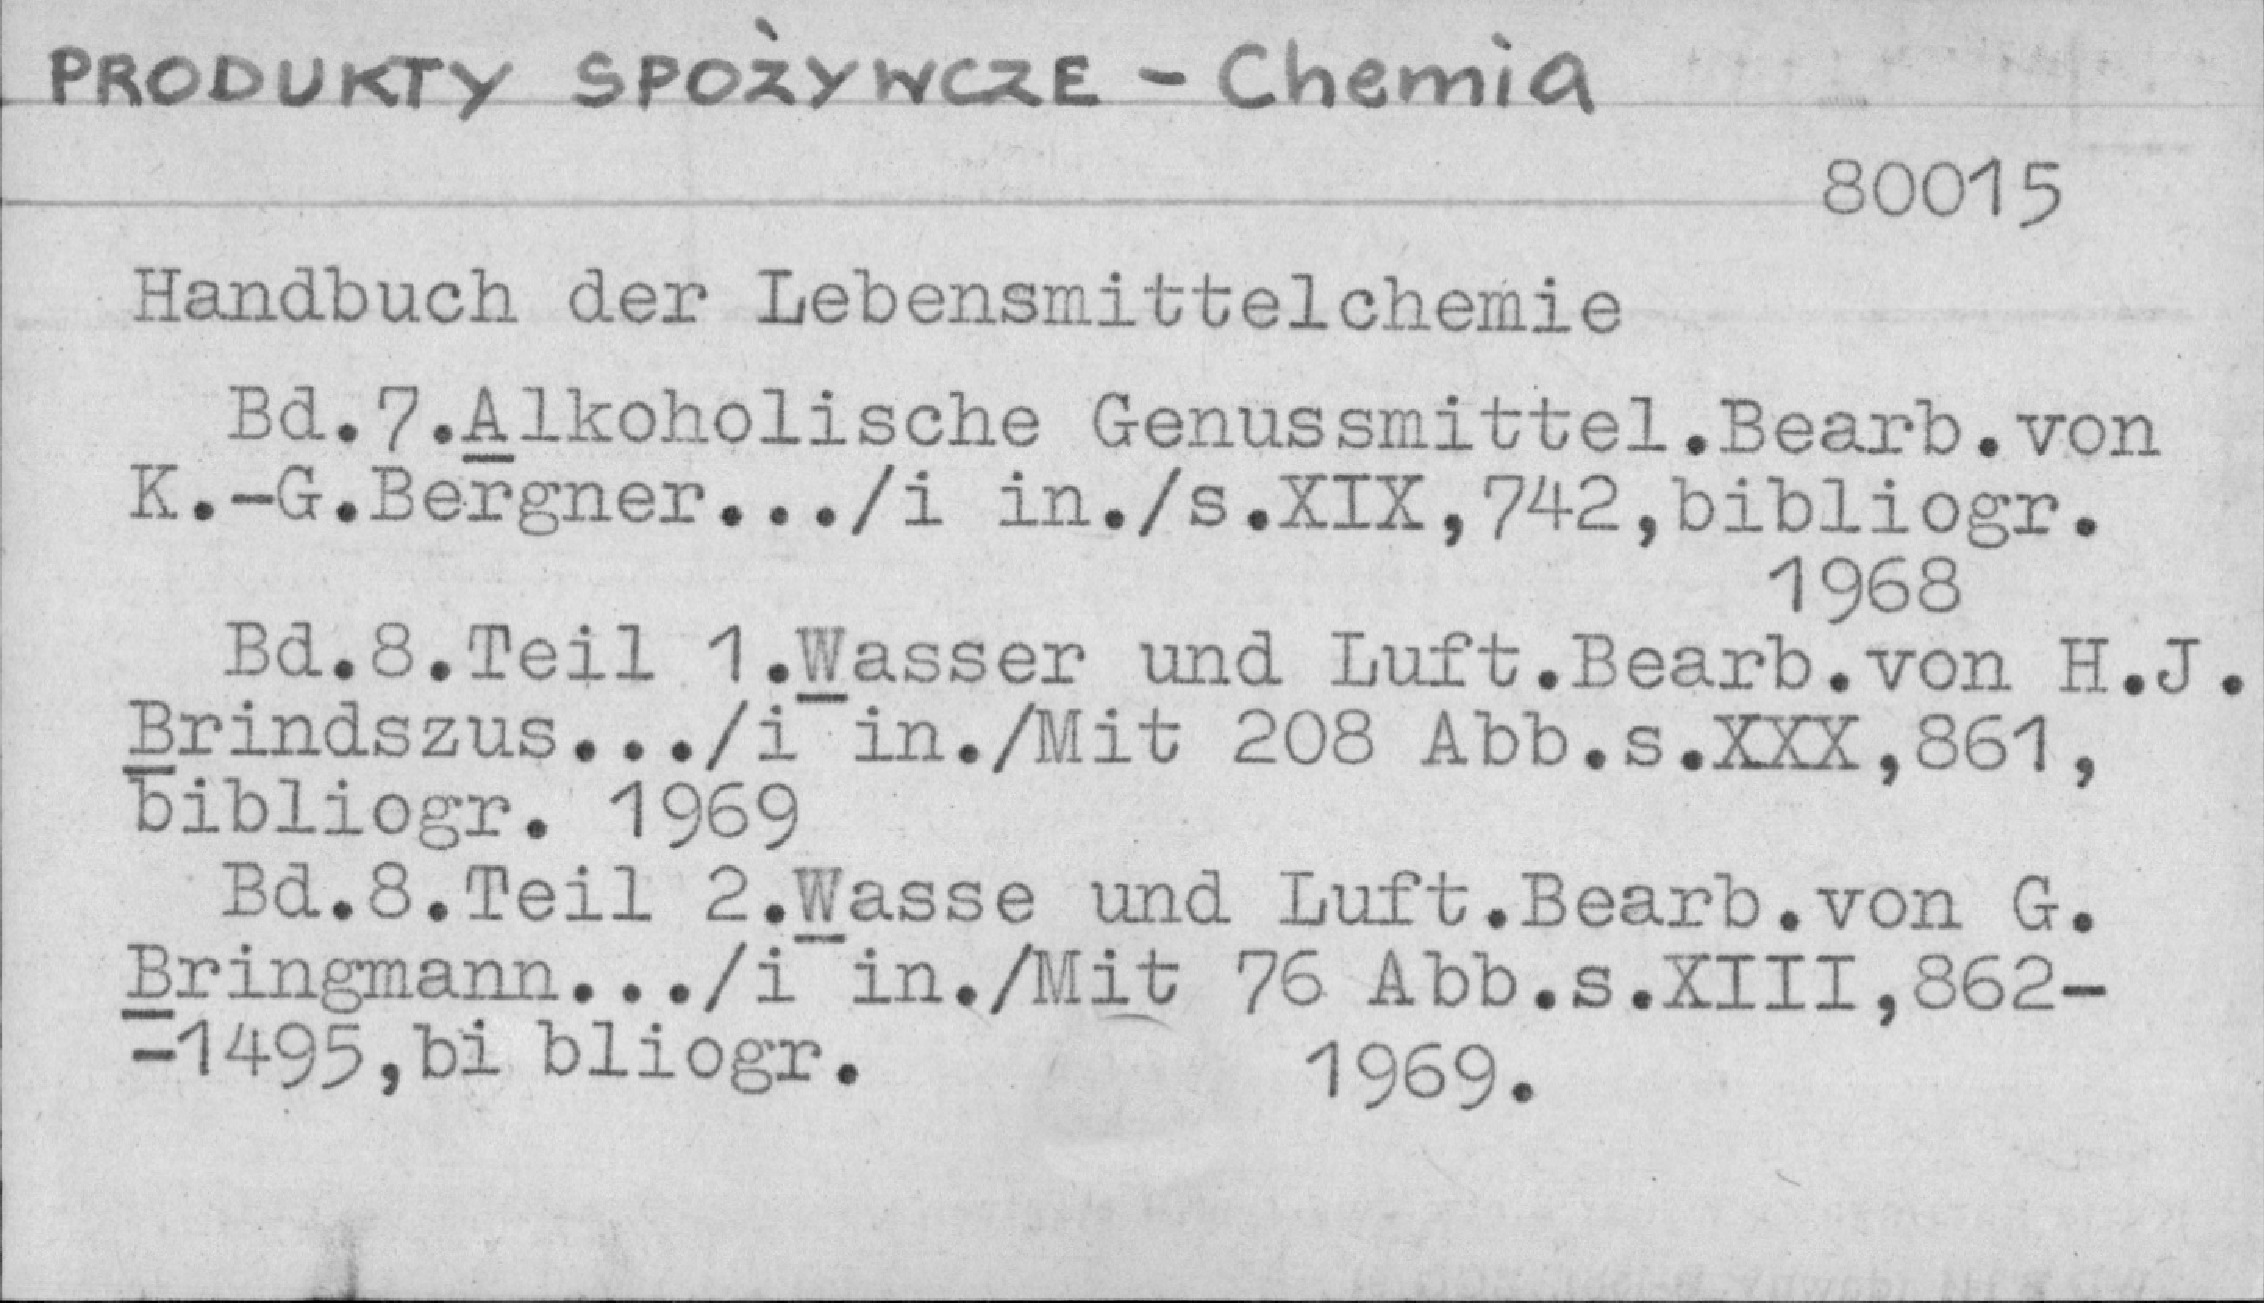 PRODUKTY SPOŻYWCZE - Chemia
80015
Handbuch der Lebensmittelchemie
Bd.7.Alkoholische Genussmittel.Bearb.von
K.-G.Bergner.../i in./s.XIX,742,bibliogr.
1968
Bd.8.Teil 1.Wasser und Luft.Bearb.von H.J.
Brindszus.../i in./Mit 208 Abb.s.XXX,861,
bibliogr. 1969
Bd.8.Teil 2.Wasse und Luft.Bearb.von G.
Bringmann.../i in./Mit 76 Abb.s.XIII,862-
-1495,bi bliogr. 1969.